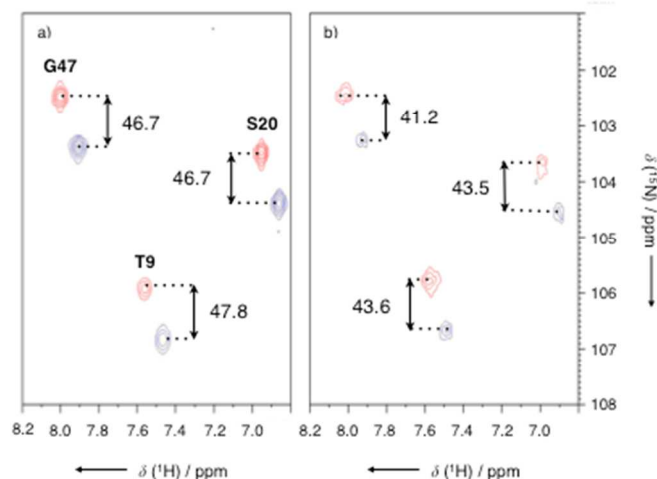 a)
G47
46.7
S20
46.7
T9
47.8
8.2 8.0 7.8 7.6 7.4 7.2 7.0
δ (¹H) / ppm
b)
41.2
43.5
43.6
8.0 7.8 7.6 7.4 7.2 7.0
δ (¹H) / ppm
102
103
104
105
106
107
108
δ (¹⁵N) / ppm
8.2